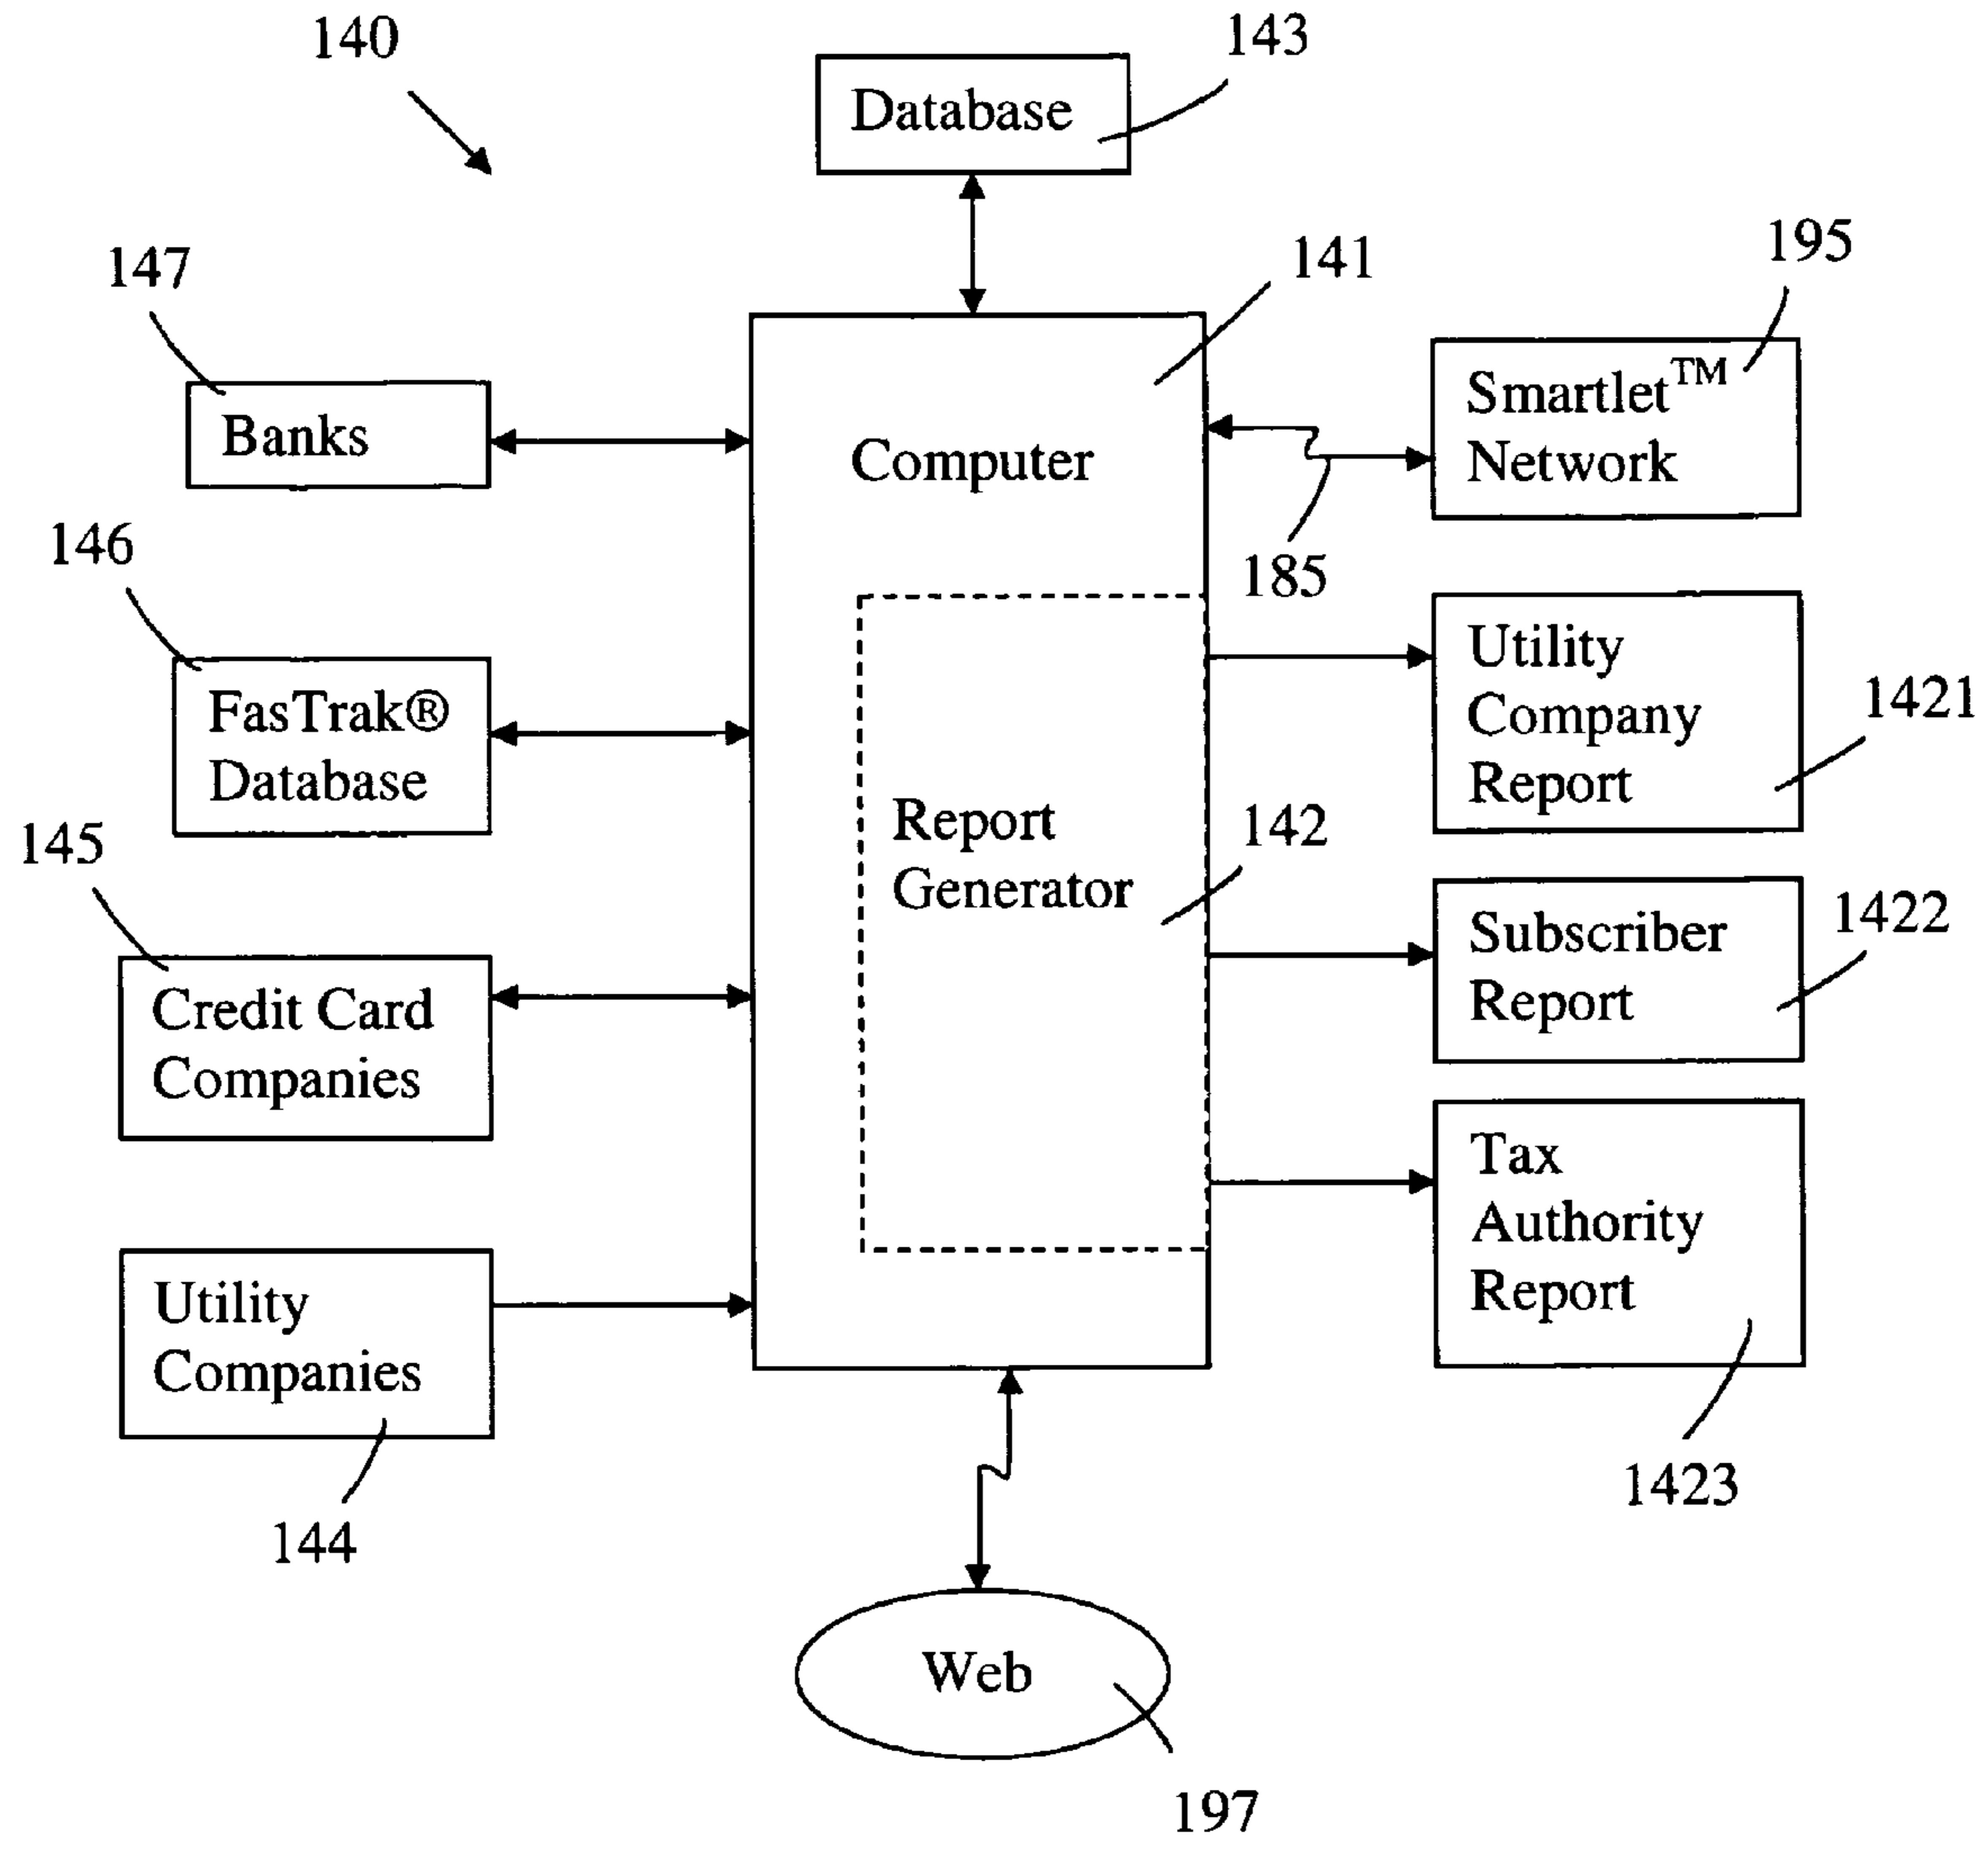 140
143
Database
147
141
195
Banks
Computer
Smartlet™
Network
146
185
FasTrak®
Database
Utility
Company
Report
1421
145
Report
Generator
142
Credit Card
Companies
Subscriber
Report
1422
Utility
Companies
Tax
Authority
Report
144
1423
Web
197